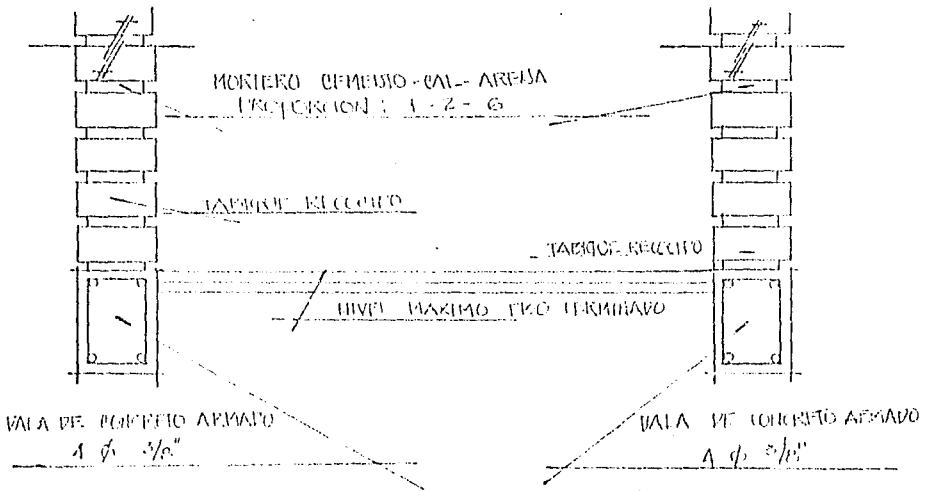 MORTERO CEMENTO-CAL-ARENA
PROPORCION : 1-2-6
TABIQUE RECOCIDO
TABIQUE RECOCIDO
NIVEL MAXIMO PISO TERMINADO
DALA DE CONCRETO ARMADO
4 ϕ 3/8"
DALA DE CONCRETO ARMADO
4 ϕ 3/8"